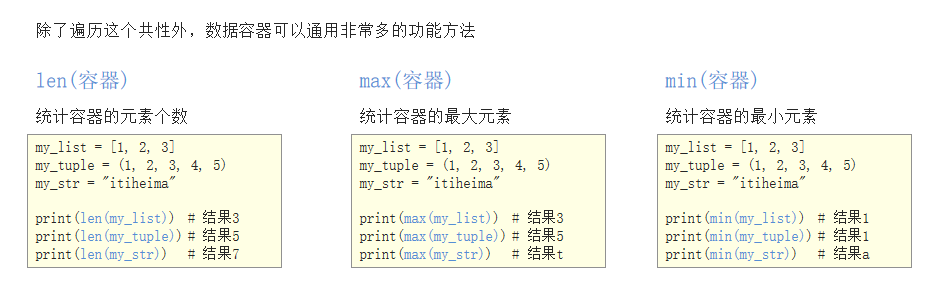 除了遍历这个共性外，数据容器可以通用非常多的功能方法
len(容器)
统计容器的元素个数
my_list = [1, 2, 3]
my_tuple = (1, 2, 3, 4, 5)
my_str = "itiheima"
print(len(my_list)) # 结果3
print(len(my_tuple)) # 结果5
print(len(my_str)) # 结果7
max(容器)
统计容器的最大元素
my_list = [1, 2, 3]
my_tuple = (1, 2, 3, 4, 5)
my_str = "itiheima"
print(max(my_list)) # 结果3
print(max(my_tuple)) # 结果5
print(max(my_str)) # 结果t
min(容器)
统计容器的最小元素
my_list = [1, 2, 3]
my_tuple = (1, 2, 3, 4, 5)
my_str = "itiheima"
print(min(my_list)) # 结果1
print(min(my_tuple)) # 结果1
print(min(my_str)) # 结果a